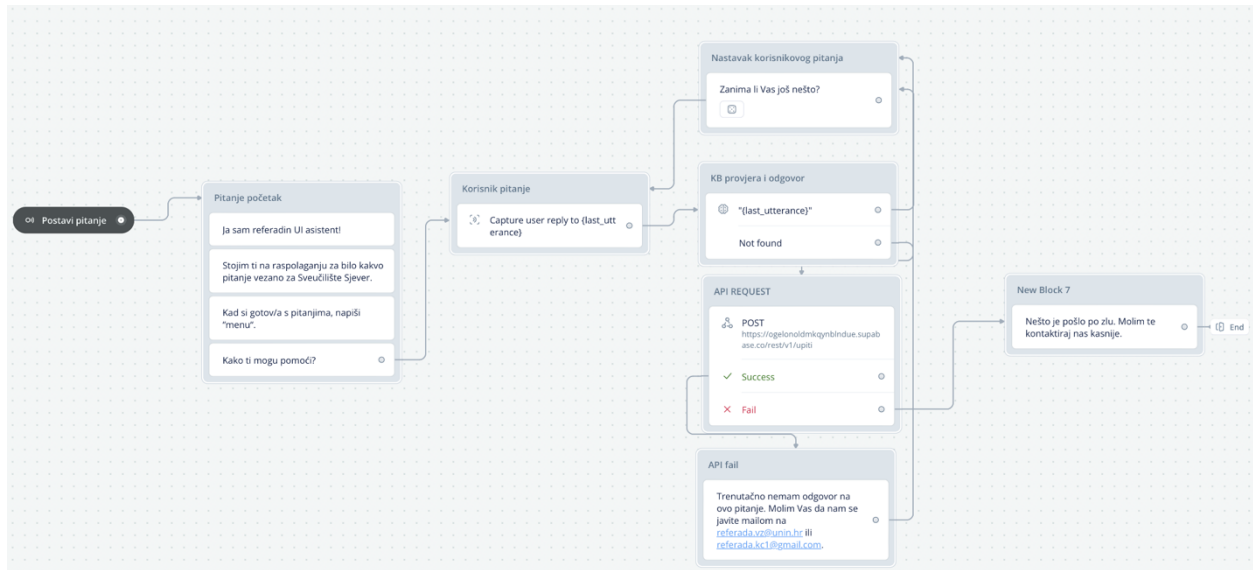 Postavi pitanje
Pitanje početak
Ja sam referadin UI asistent!
Stojim ti na raspolaganju za bilo kakvo
pitanje vezano za Sveučilište Sjever.
Kad si gotov/a s pitanjima, napiši
"menu".
Kako ti mogu pomoći?
Korisnik pitanje
Capture user reply to {last_utt
erance}
Nastavak korisnikovog pitanja
Zanima li Vas još nešto?
KB provjera i odgovor
"{last_utterance}"
Not found
API REQUEST
POST
https://ogelonoldmkqynblndue.supab
ase.co/rest/v1/upiti
Success
Fail
API fail
Trenutačno nemam odgovor na
ovo pitanje. Molim Vas da nam se
javite mailom na
referada.vz@unin.hr ili
referada.kc1@gmail.com.
New Block 7
Nešto je pošlo po zlu. Molim te
kontaktiraj nas kasnije.
End